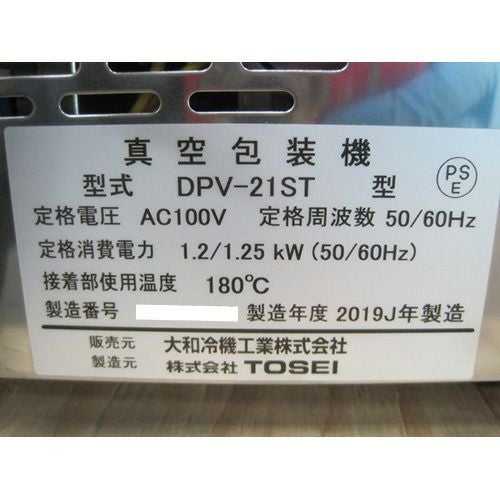 真空包装機
型式 DPV-21ST 型
PS
E
定格電圧 AC100V 定格周波数 50/60Hz
定格消費電力 1.2/1.25 kW (50/60Hz)
接着部使用温度 180℃
製造番号 製造年度 2019J年製造
販売元 大和冷機工業株式会社
製造元 株式会社 TOSEI